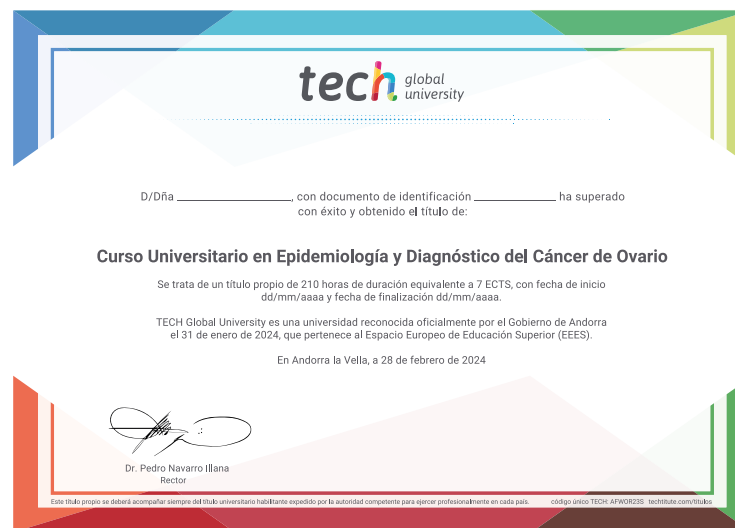 tech global university
D/Dña ____________, con documento de identificación ____________ ha superado
con éxito y obtenido el título de:
Curso Universitario en Epidemiología y Diagnóstico del Cáncer de Ovario
Se trata de un título propio de 210 horas de duración equivalente a 7 ECTS, con fecha de inicio
dd/mm/aaaa y fecha de finalización dd/mm/aaaa.
TECH Global University es una universidad reconocida oficialmente por el Gobierno de Andorra
el 31 de enero de 2024, que pertenece al Espacio Europeo de Educación Superior (EEES).
En Andorra la Vella, a 28 de febrero de 2024
Dr. Pedro Navarro Illana
Rector
Este título propio se deberá acompañar siempre del título universitario habilitante expedido por la autoridad competente para ejercer profesionalmente en cada país. código único TECH: AFWOR23S techtitute.com/titulos